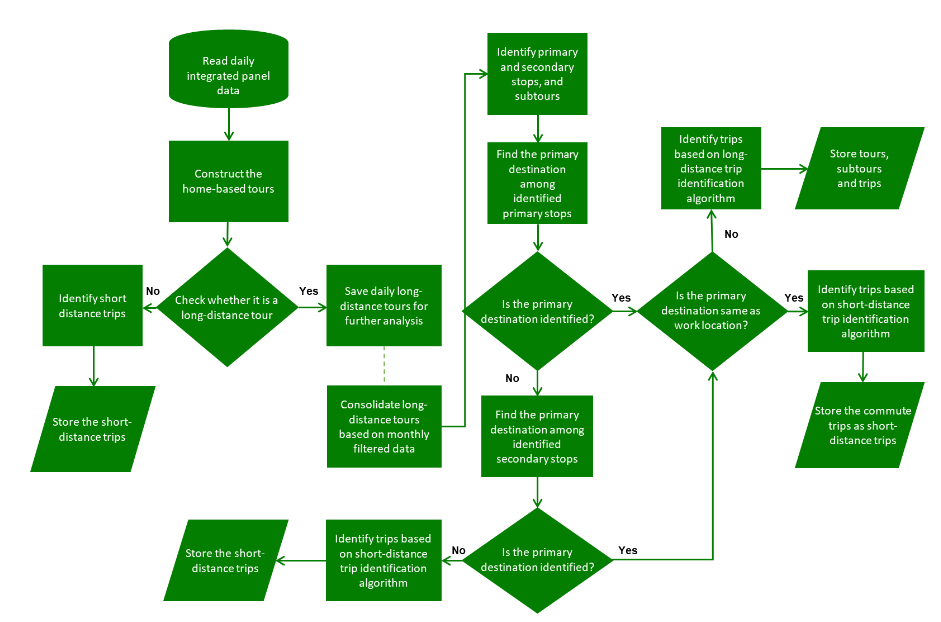 Read daily
integrated panel
data
Construct the
home-based tours
Check whether it is a
long-distance tour
No
Yes
Identify short
distance trips
Store the short-
distance trips
Save daily long-
distance tours for
further analysis
Consolidate long-
distance tours
based on monthly
filtered data
Identify primary
and secondary
stops, and
subtours
Find the primary
destination
among
identified
primary stops
Is the primary
destination identified?
Yes
No
Find the primary
destination among
identified
secondary stops
Is the primary
destination identified?
No
Yes
Identify trips based
on short-distance
trip identification
algorithm
Store the short-
distance trips
Is the primary
destination same as
work location?
No
Yes
Identify trips
based on long-
distance trip
identification
algorithm
Store tours,
subtours
and trips
Identify trips based
on short-distance
trip identification
algorithm
Store the commute
trips as short-
distance trips